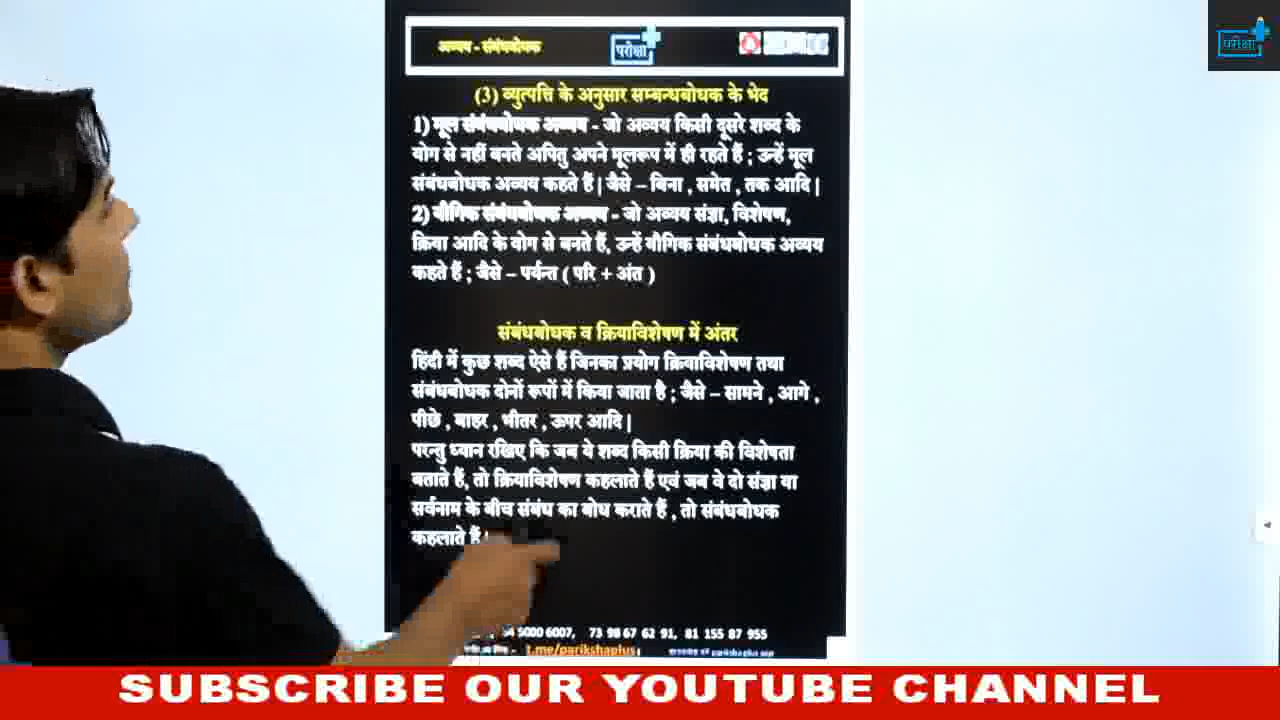 अव्यय - संबंधबोधक
परीक्षा
परीक्षा
(3) व्युत्पत्ति के अनुसार सम्बन्धबोधक के भेद
1) मूल संबंधबोधक अव्यय - जो अव्यय किसी दूसरे शब्द के
योग से नहीं बनते अपितु अपने मूलरूप में ही रहते हैं ; उन्हें मूल
संबंधबोधक अव्यय कहते हैं | जैसे – बिना , समेत , तक आदि |
2) यौगिक संबंधबोधक अव्यय - जो अव्यय संज्ञा, विशेषण,
क्रिया आदि के योग से बनते हैं, उन्हें यौगिक संबंधबोधक अव्यय
कहते हैं ; जैसे – पर्यन्त ( परि + अंत )
संबंधबोधक व क्रियाविशेषण में अंतर
हिंदी में कुछ शब्द ऐसे हैं जिनका प्रयोग क्रियाविशेषण तथा
संबंधबोधक दोनों रूपों में किया जाता है ; जैसे – सामने , आगे ,
पीछे , बाहर , भीतर , ऊपर आदि |
परन्तु ध्यान रखिए कि जब ये शब्द किसी क्रिया की विशेषता
बताते हैं, तो क्रियाविशेषण कहलाते हैं एवं जब वे दो संज्ञा या
सर्वनाम के बीच संबंध का बोध कराते हैं , तो संबंधबोधक
कहलाते हैं |
5000 6007, 73 98 67 62 91, 81 155 87 955
t.me/parikshaplus
SUBSCRIBE OUR YOUTUBE CHANNEL